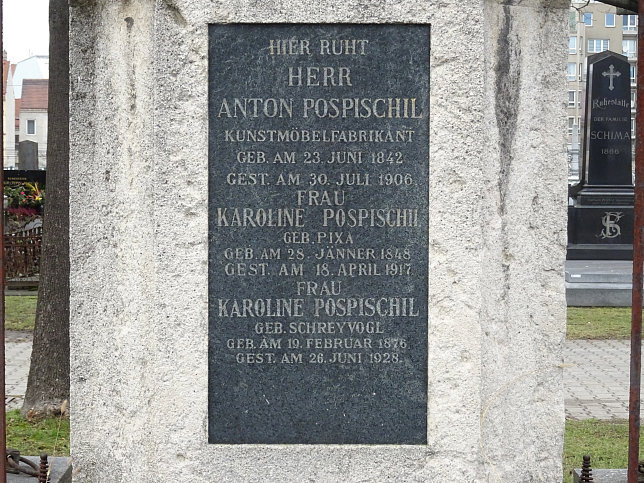 HIER RUHT
HERR
ANTON POSPISCHIL
KUNSTMÖBELFABRIKANT
GEB. AM 23. JUNI 1842
GEST. AM 30. JULI 1906
FRAU
KAROLINE POSPISCHIL
GEB. PIXA
GEB. AM 28. JÄNNER 1848
GEST. AM 18. APRIL 1917
FRAU
KAROLINE POSPISCHIL
GEB. SCHREYVOGL
GEB. AM 19. FEBRUAR 1876.
GEST. AM 26. JUNI 1928.
Ruhestätte
DER FAMILIE
SCHIMA
1886